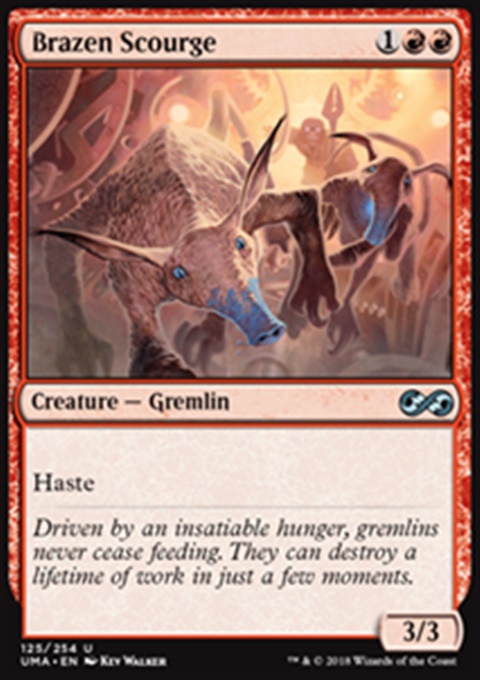 Brazen Scourge 1
Creature — Gremlin
Haste
Driven by an insatiable hunger, gremlins
never cease feeding. They can destroy a
lifetime of work in just a few moments.
3/3
125/254 U
UMA • EN Kev Walker
™ & © 2018 Wizards of the Coast